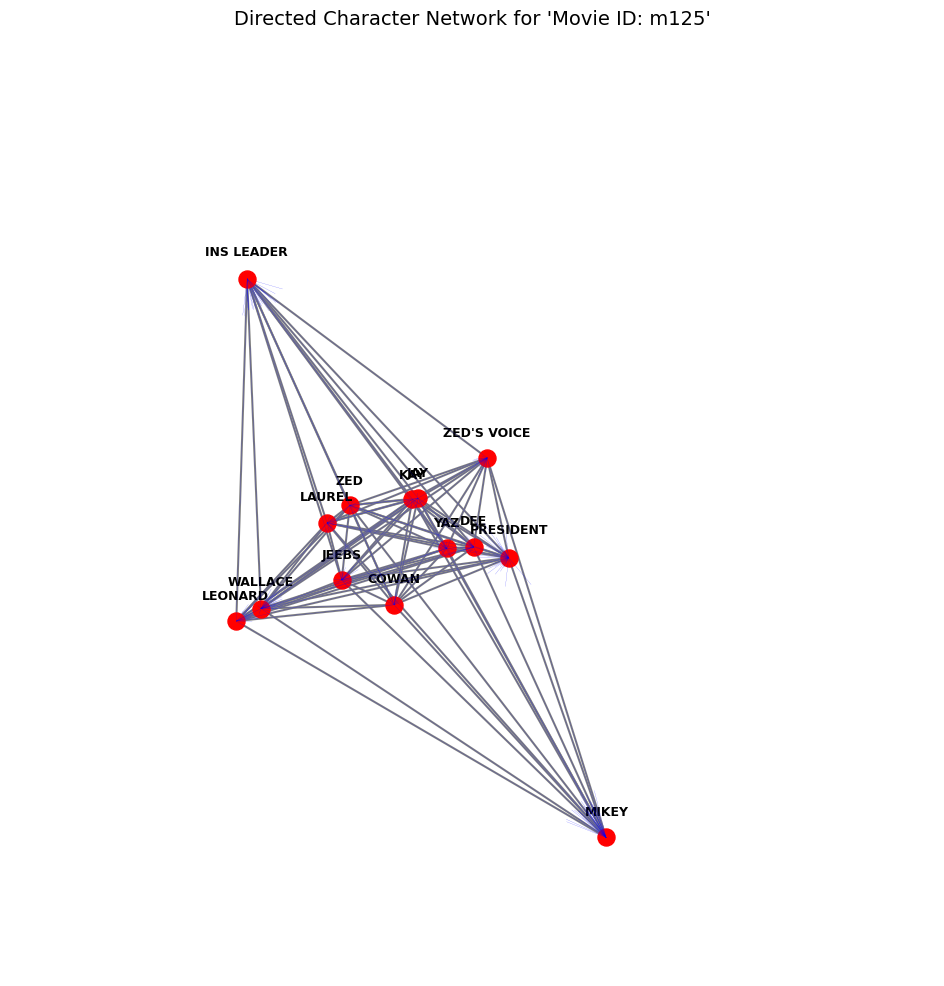 Directed Character Network for 'Movie ID: m125'
INS LEADER
ZED'S VOICE
KAY
JAY
ZED
LAUREL
YAZ
DEE
PRESIDENT
JEEBS
COWAN
WALLACE
LEONARD
MIKEY